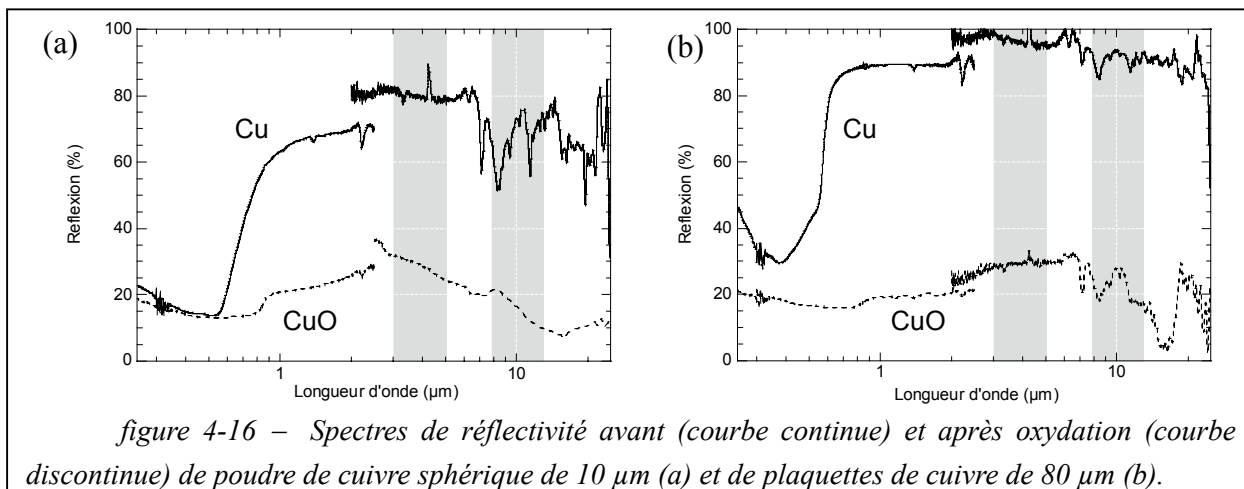 (a)
100
80
60
40
20
0
Reflexion (%)
Cu
CuO
1
10
Longueur d'onde (µm)
(b)
100
80
60
40
20
0
Reflexion (%)
Cu
CuO
1
10
Longueur d'onde (µm)
figure 4-16 – Spectres de réflectivité avant (courbe continue) et après oxydation (courbe
discontinue) de poudre de cuivre sphérique de 10 µm (a) et de plaquettes de cuivre de 80 µm (b).